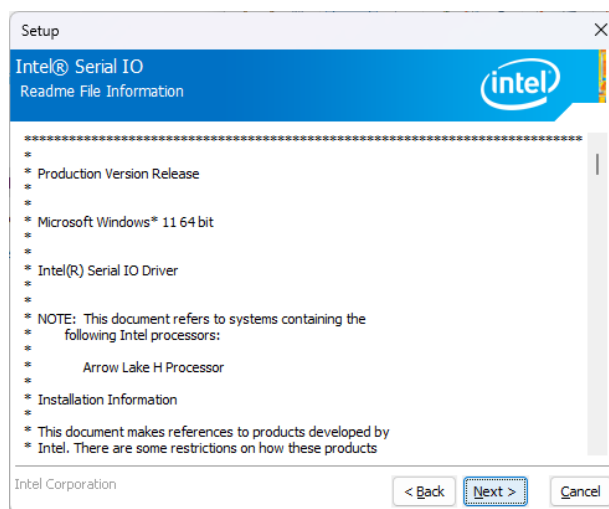 Setup
Intel® Serial IO
Readme File Information
intel
******************************************************************************
*
* Production Version Release
*
*
* Microsoft Windows* 11 64 bit
*
*
* Intel(R) Serial IO Driver
*
*
* NOTE:  This document refers to systems containing the
*        following Intel processors:
*
*            Arrow Lake H Processor
*
* Installation Information
*
* This document makes references to products developed by
* Intel. There are some restrictions on how these products
Intel Corporation
< Back
Next >
Cancel